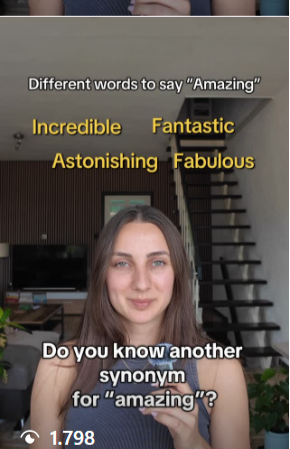 Different words to say “Amazing”
Incredible Fantastic
Astonishing Fabulous
Do you know another
synonym
for “amazing”?
1.798